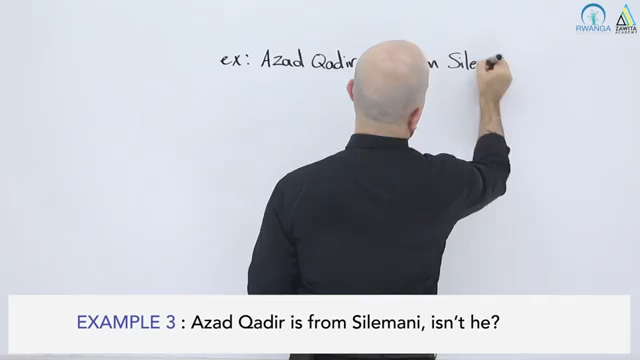 RWANGA
ZAWITA
ACADEMY
ex: Azad Qadir n Sile
EXAMPLE 3 : Azad Qadir is from Silemani, isn't he?